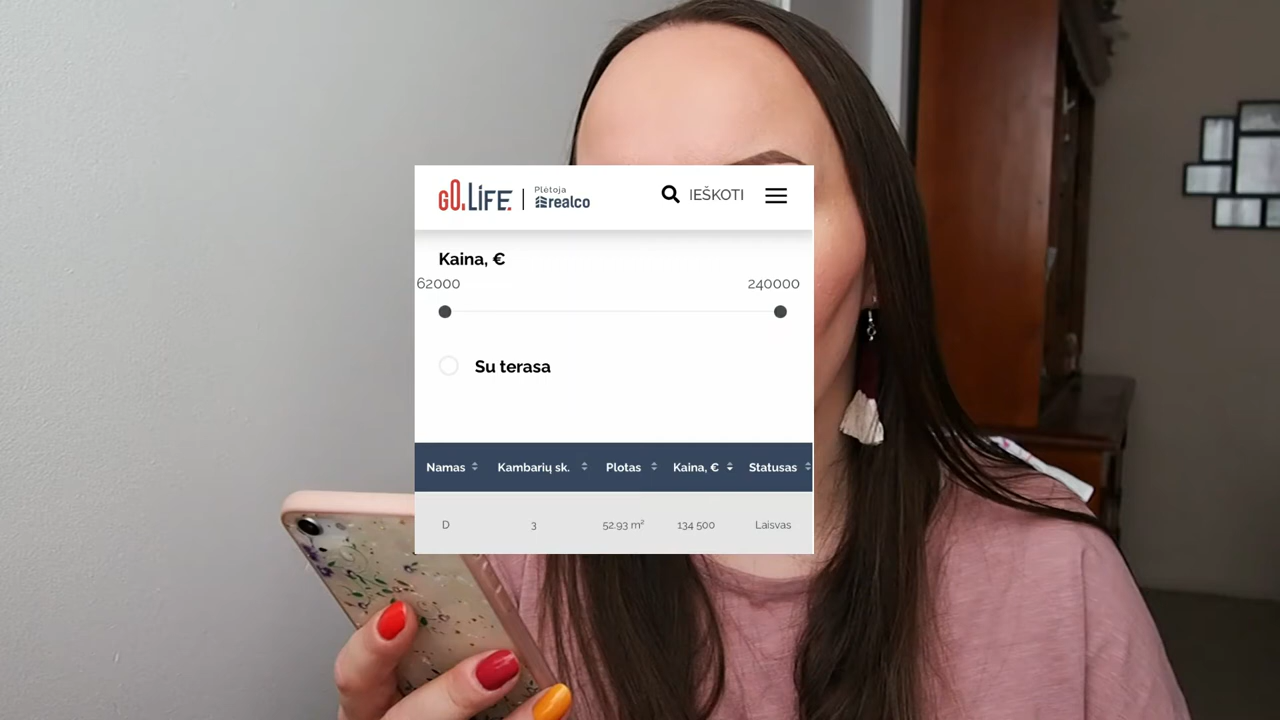 GO.LIFE.
Plėtoja
realco
IEŠKOTI
Kaina, €
62000 240000
Su terasa
Namas Kambarių sk. Plotas Kaina, € Statusas
D 3 52.93 m² 134 500 Laisvas